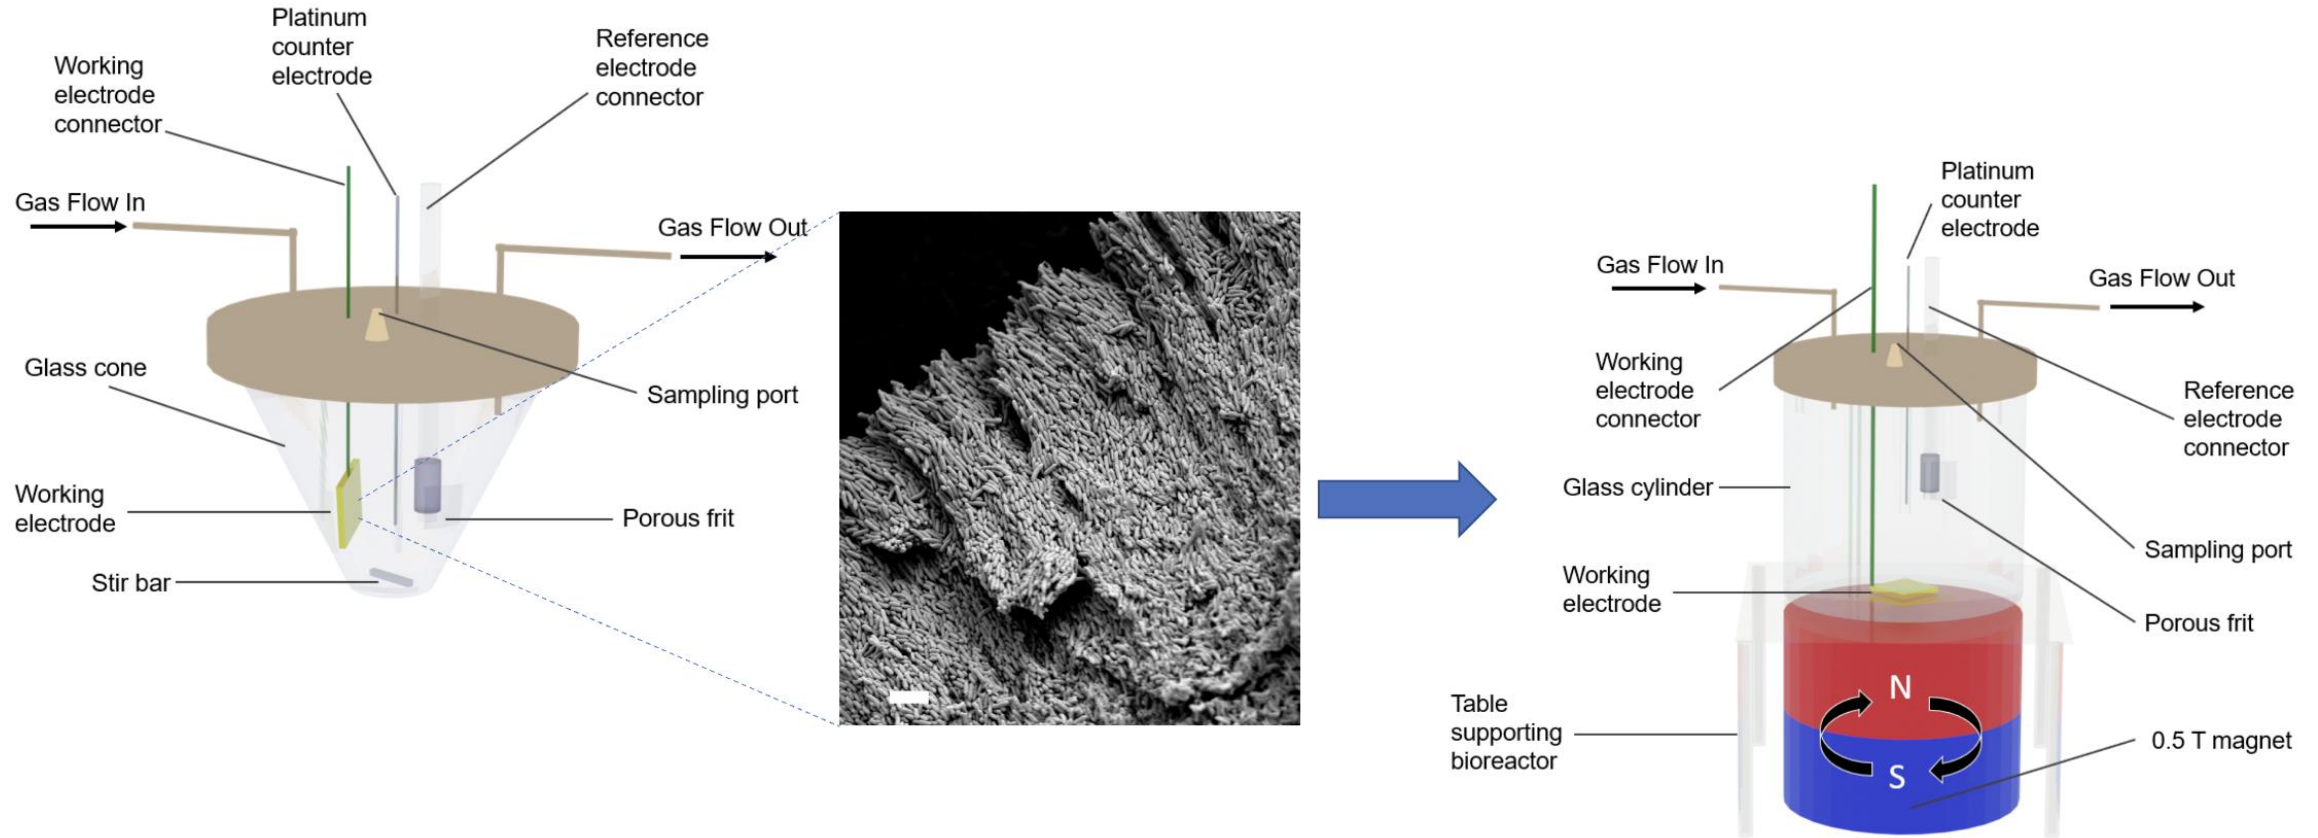 Platinum
counter
electrode
Reference
electrode
connector
Working
electrode
connector
Gas Flow In
Gas Flow Out
Glass cone
Sampling port
Working
electrode
Porous frit
Stir bar
Platinum
counter
electrode
Gas Flow In
Gas Flow Out
Working
electrode
connector
Reference
electrode
connector
Glass cylinder
Sampling port
Working
electrode
Porous frit
N
S
Table
supporting
bioreactor
0.5 T magnet